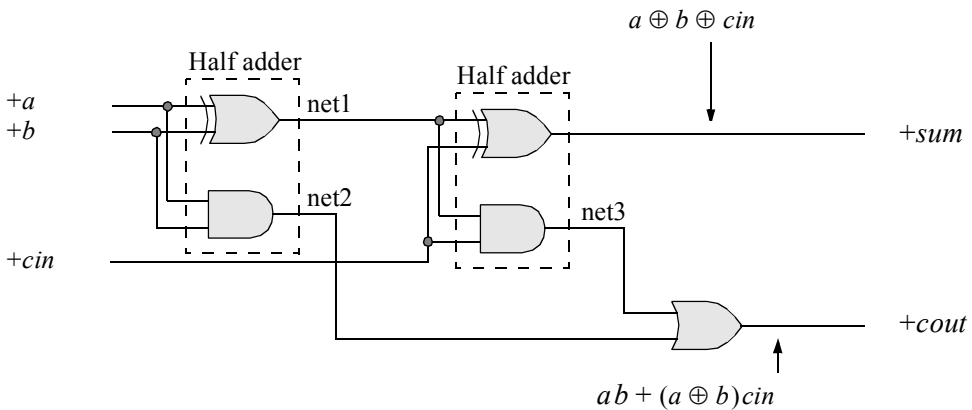 a ⊕ b ⊕ cin
Half adder
Half adder
+a
net1
+b
+sum
net2
net3
+cin
+cout
ab + (a ⊕ b)cin